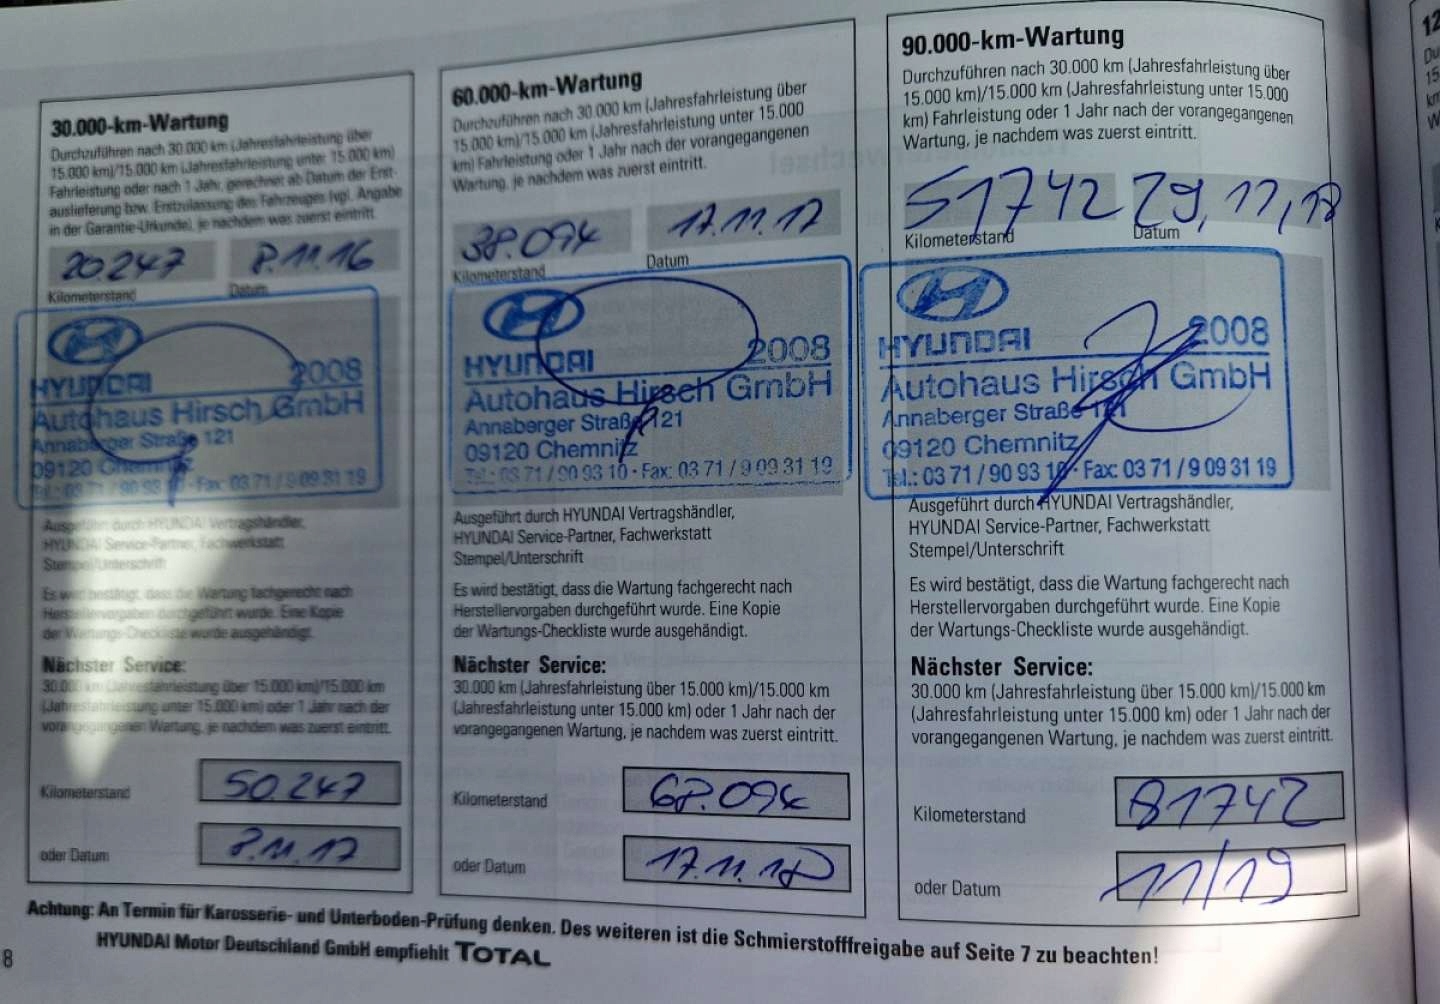 30.000-km-Wartung
Durchzuführen nach 30.000 km (Jahresfahrleistung über
15.000 km)/15.000 km (Jahresfahrleistung unter 15.000 km)
Fahrleistung oder nach 1 Jahr, gerechnet ab Datum der Erst-
auslieferung bzw. Erstzulassung des Fahrzeuges (vgl. Angabe
in der Garantie-Urkunde), je nachdem was zuerst eintritt.
20247 8.11.16
Kilometerstand Datum
HYUNDAI 2008
Autohaus Hirsch GmbH
Annaberger Straße 121
09120 Chemnitz
Tel.: 03 71 / 90 93 10 - Fax: 03 71 / 9 09 31 19
Ausgeführt durch HYUNDAI Vertragshändler,
HYUNDAI Service-Partner, Fachwerkstatt
Stempel/Unterschrift
Es wird bestätigt, dass die Wartung fachgerecht nach
Herstellervorgaben durchgeführt wurde. Eine Kopie
der Wartungs-Checkliste wurde ausgehändigt.
Nächster Service:
30.000 km (Jahresfahrleistung über 15.000 km)/15.000 km
(Jahresfahrleistung unter 15.000 km) oder 1 Jahr nach der
vorangegangenen Wartung, je nachdem was zuerst eintritt.
Kilometerstand 50.247
oder Datum 8.11.17
60.000-km-Wartung
Durchzuführen nach 30.000 km (Jahresfahrleistung über
15.000 km)/15.000 km (Jahresfahrleistung unter 15.000
km) Fahrleistung oder 1 Jahr nach der vorangegangenen
Wartung, je nachdem was zuerst eintritt.
38.094 17.11.17
Kilometerstand Datum
HYUNDAI 2008
Autohaus Hirsch GmbH
Annaberger Straße 121
09120 Chemnitz
Tel.: 03 71 / 90 93 10 - Fax: 03 71 / 9 09 31 19
Ausgeführt durch HYUNDAI Vertragshändler,
HYUNDAI Service-Partner, Fachwerkstatt
Stempel/Unterschrift
Es wird bestätigt, dass die Wartung fachgerecht nach
Herstellervorgaben durchgeführt wurde. Eine Kopie
der Wartungs-Checkliste wurde ausgehändigt.
Nächster Service:
30.000 km (Jahresfahrleistung über 15.000 km)/15.000 km
(Jahresfahrleistung unter 15.000 km) oder 1 Jahr nach der
vorangegangenen Wartung, je nachdem was zuerst eintritt.
Kilometerstand 68.094
oder Datum 17.11.18
90.000-km-Wartung
Durchzuführen nach 30.000 km (Jahresfahrleistung über
15.000 km)/15.000 km (Jahresfahrleistung unter 15.000
km) Fahrleistung oder 1 Jahr nach der vorangegangenen
Wartung, je nachdem was zuerst eintritt.
51742 29,11,18
Kilometerstand Datum
HYUNDAI 2008
Autohaus Hirsch GmbH
Annaberger Straße 121
09120 Chemnitz
Tel.: 03 71 / 90 93 10 - Fax: 03 71 / 9 09 31 19
Ausgeführt durch HYUNDAI Vertragshändler,
HYUNDAI Service-Partner, Fachwerkstatt
Stempel/Unterschrift
Es wird bestätigt, dass die Wartung fachgerecht nach
Herstellervorgaben durchgeführt wurde. Eine Kopie
der Wartungs-Checkliste wurde ausgehändigt.
Nächster Service:
30.000 km (Jahresfahrleistung über 15.000 km)/15.000 km
(Jahresfahrleistung unter 15.000 km) oder 1 Jahr nach der
vorangegangenen Wartung, je nachdem was zuerst eintritt.
Kilometerstand 81742
oder Datum 11/19
Achtung: An Termin für Karosserie- und Unterboden-Prüfung denken. Des weiteren ist die Schmierstofffreigabe auf Seite 7 zu beachten!
HYUNDAI Motor Deutschland GmbH empfiehlt TOTAL
8